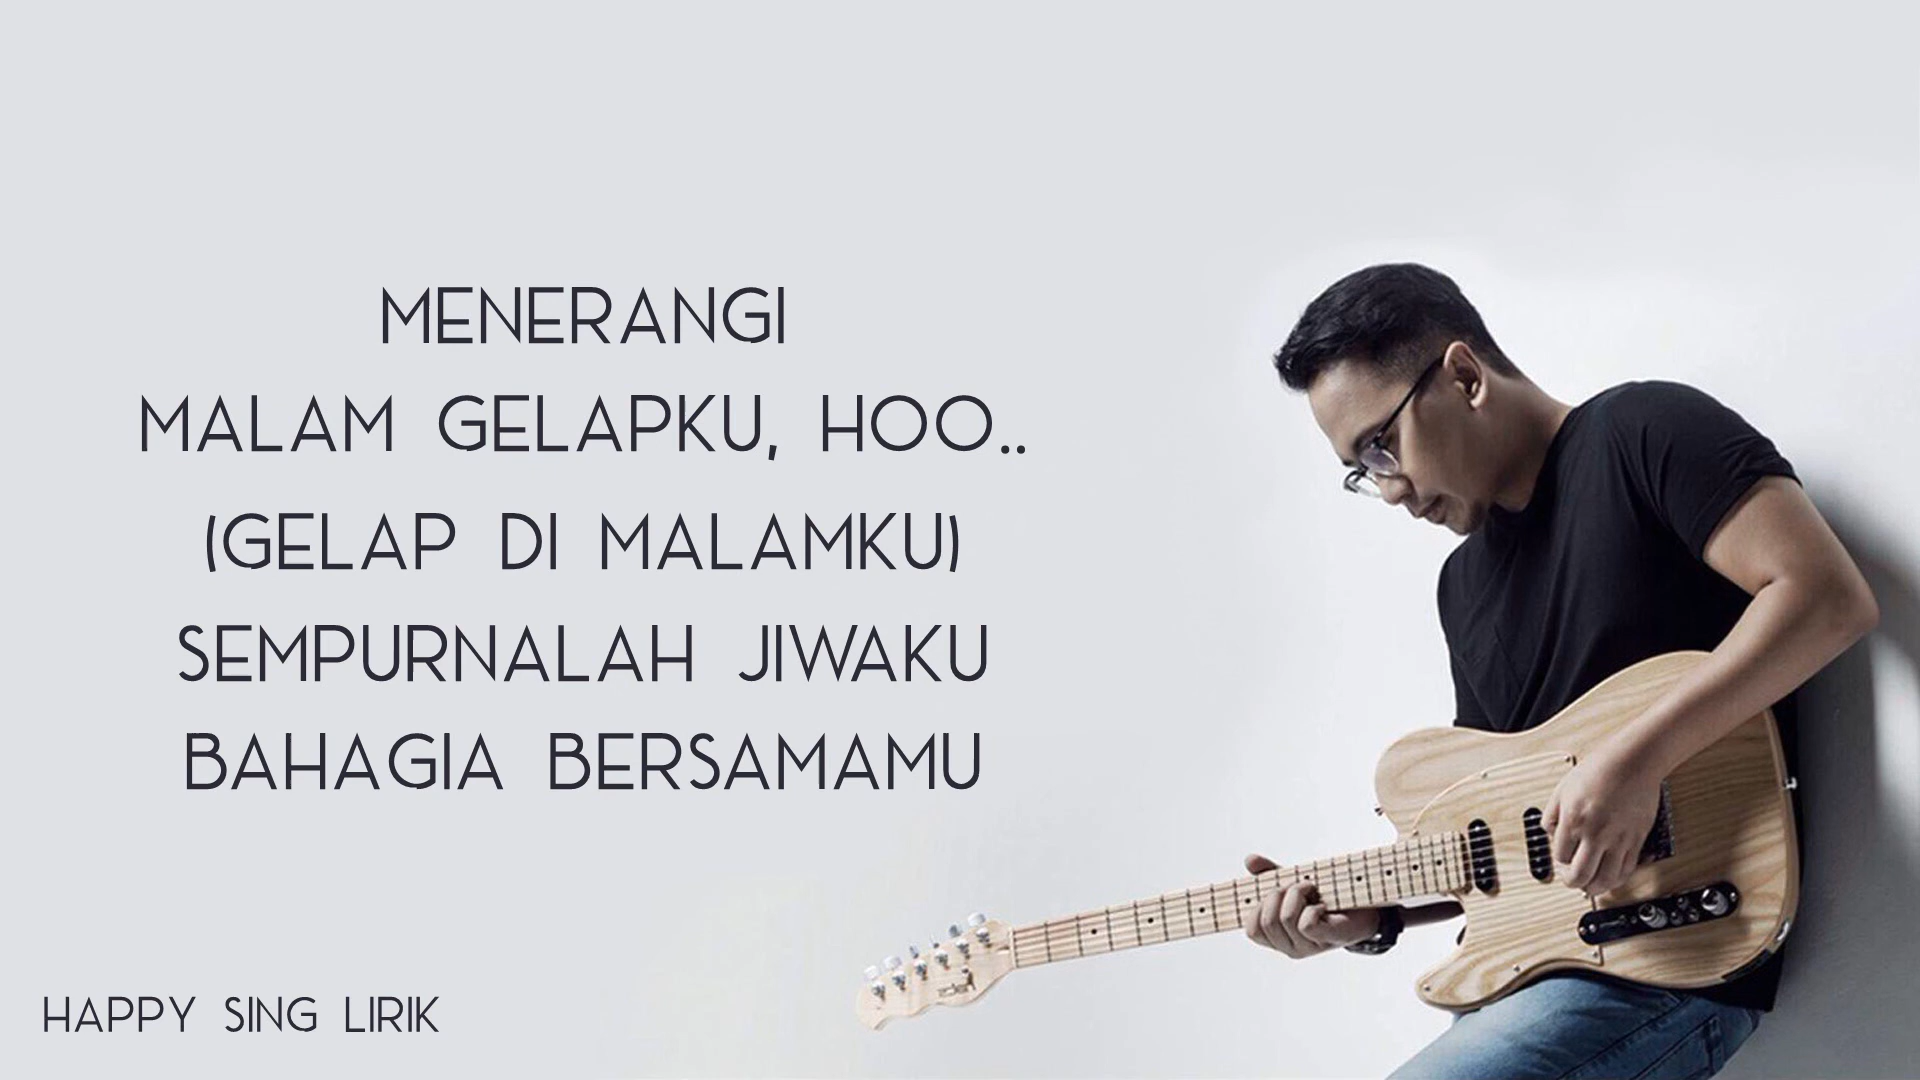 MENERANGI
MALAM GELAPKU, HOO..
(GELAP DI MALAMKU)
SEMPURNALAH JIWAKU
BAHAGIA BERSAMAMU
HAPPY SING LIRIK